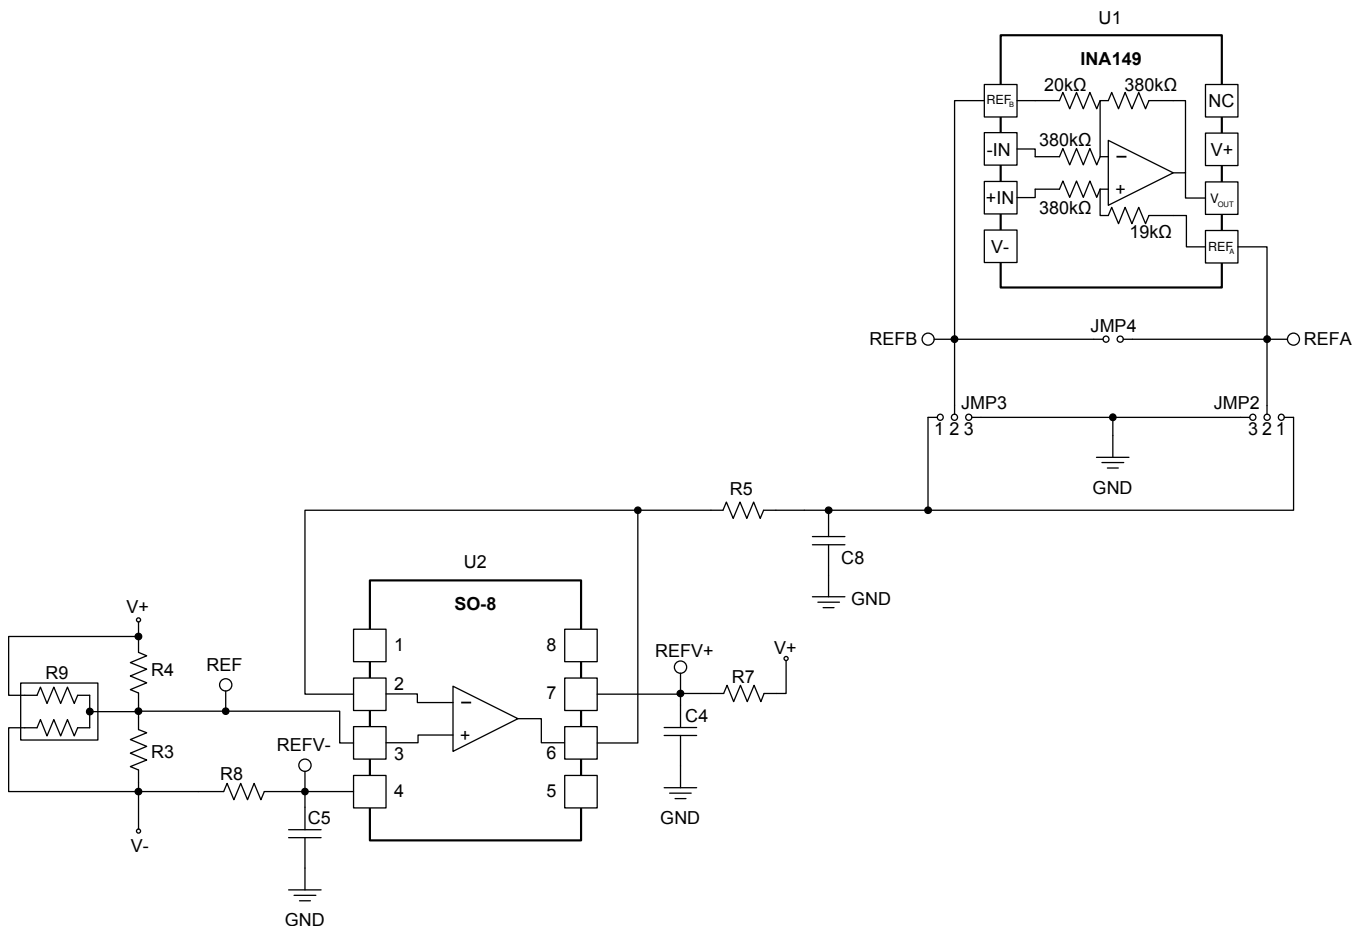 U1
INA149
20kΩ 380kΩ
REFB
NC
-IN
380kΩ
V+
+IN
380kΩ
VOUT
19kΩ
V-
REFA
REFB
JMP4
REFA
JMP3
JMP2
1 2 3
3 2 1
GND
R5
C8
GND
U2
SO-8
V+
R9
R4
REF
1
8
REFV+
V+
2
7
R7
C4
R3
REFV-
3
6
R8
4
5
C5
GND
V-
GND